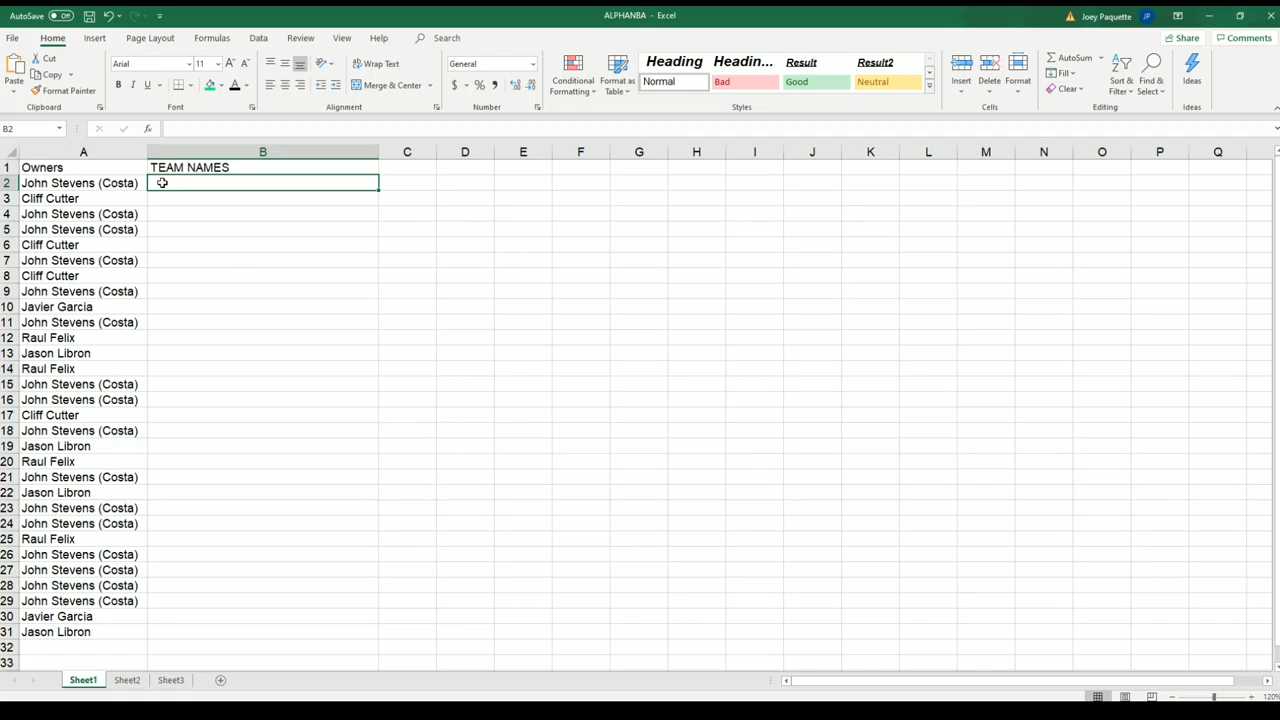 AutoSave Off ALPHANBA - Excel Joey Paquette JP
File Home Insert Page Layout Formulas Data Review View Help Search Share Comments
Paste Cut Copy Format Painter Clipboard
Arial 11 A A B I U A Font
Wrap Text Merge & Center Alignment
General $ % , Number
Conditional Formatting Format as Table
Heading Headin... Result Result2
Normal Bad Good Neutral
Styles
Insert Delete Format Cells
AutoSum Fill Clear Sort & Filter Find & Select Editing
Ideas Ideas
B2 fx
A B C D E F G H I J K L M N O P Q
1 Owners TEAM NAMES
2 John Stevens (Costa)
3 Cliff Cutter
4 John Stevens (Costa)
5 John Stevens (Costa)
6 Cliff Cutter
7 John Stevens (Costa)
8 Cliff Cutter
9 John Stevens (Costa)
10 Javier Garcia
11 John Stevens (Costa)
12 Raul Felix
13 Jason Libron
14 Raul Felix
15 John Stevens (Costa)
16 John Stevens (Costa)
17 Cliff Cutter
18 John Stevens (Costa)
19 Jason Libron
20 Raul Felix
21 John Stevens (Costa)
22 Jason Libron
23 John Stevens (Costa)
24 John Stevens (Costa)
25 Raul Felix
26 John Stevens (Costa)
27 John Stevens (Costa)
28 John Stevens (Costa)
29 John Stevens (Costa)
30 Javier Garcia
31 Jason Libron
32
33
Sheet1 Sheet2 Sheet3
120%